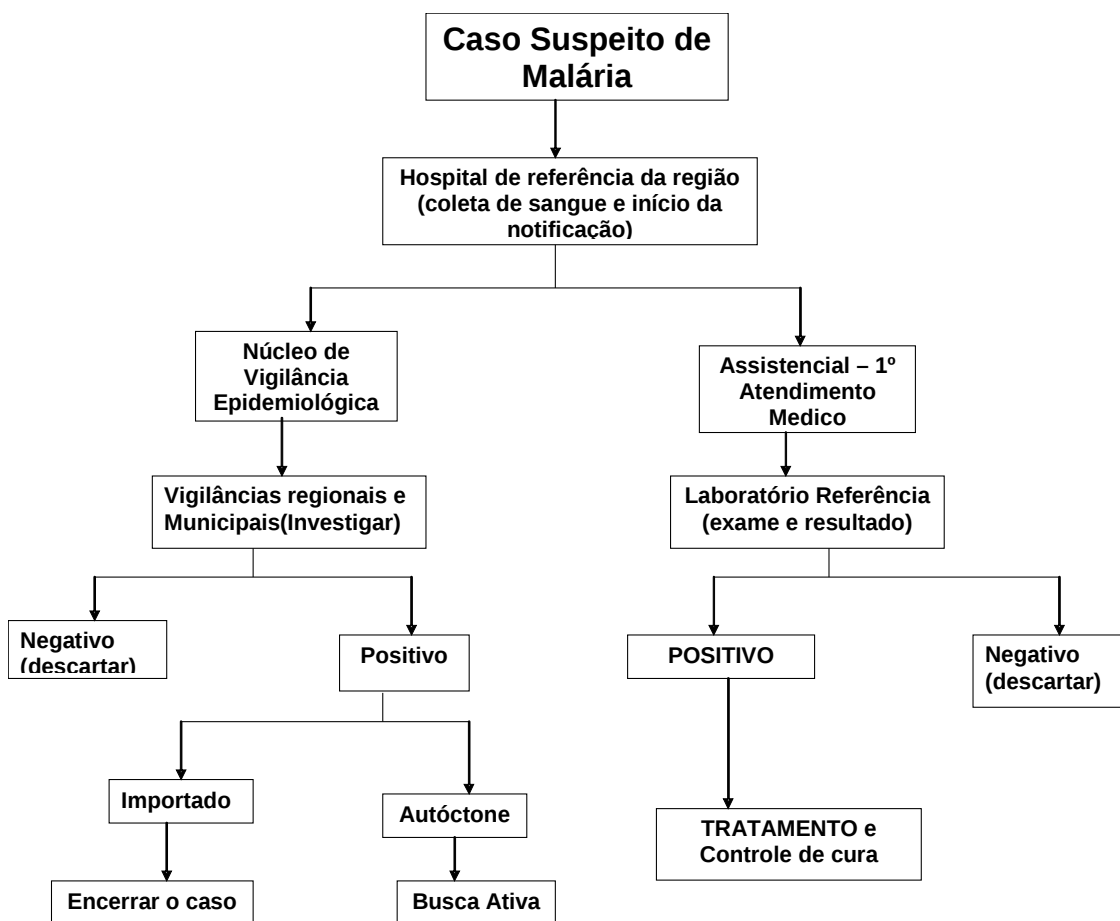 Caso Suspeito de
Malária
Hospital de referência da região
(coleta de sangue e início da
notificação)
Núcleo de
Vigilância
Epidemiológica
Assistencial – 1º
Atendimento
Medico
Vigilâncias regionais e
Municipais(Investigar)
Laboratório Referência
(exame e resultado)
Negativo
(descartar)
Positivo
POSITIVO
Negativo
(descartar)
Importado
Autóctone
TRATAMENTO e
Controle de cura
Encerrar o caso
Busca Ativa